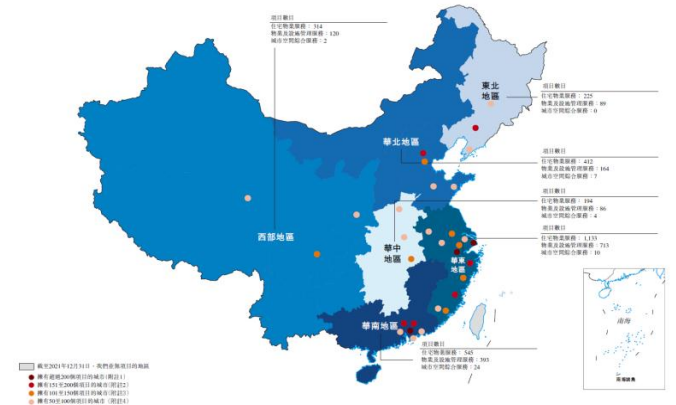 項目數目
住宅物業服務：314
物業及設施管理服務：120
城市空間綜合服務：2
東北
地區
項目數目
住宅物業服務：225
物業及設施管理服務：89
城市空間綜合服務：0
華北地區
項目數目
住宅物業服務：412
物業及設施管理服務：164
城市空間綜合服務：7
項目數目
住宅物業服務：194
物業及設施管理服務：86
城市空間綜合服務：4
項目數目
住宅物業服務：1,133
物業及設施管理服務：713
城市空間綜合服務：10
西部地區
華中
地區
華東
地區
華南地區
項目數目
住宅物業服務：545
物業及設施管理服務：393
城市空間綜合服務：24
南海
南海諸島
截至2021年12月31日，我們並無項目的地區
擁有超過200個項目的城市(附註1)
擁有151至200個項目的城市(附註2)
擁有101至150個項目的城市(附註3)
擁有50至100個項目的城市(附註4)